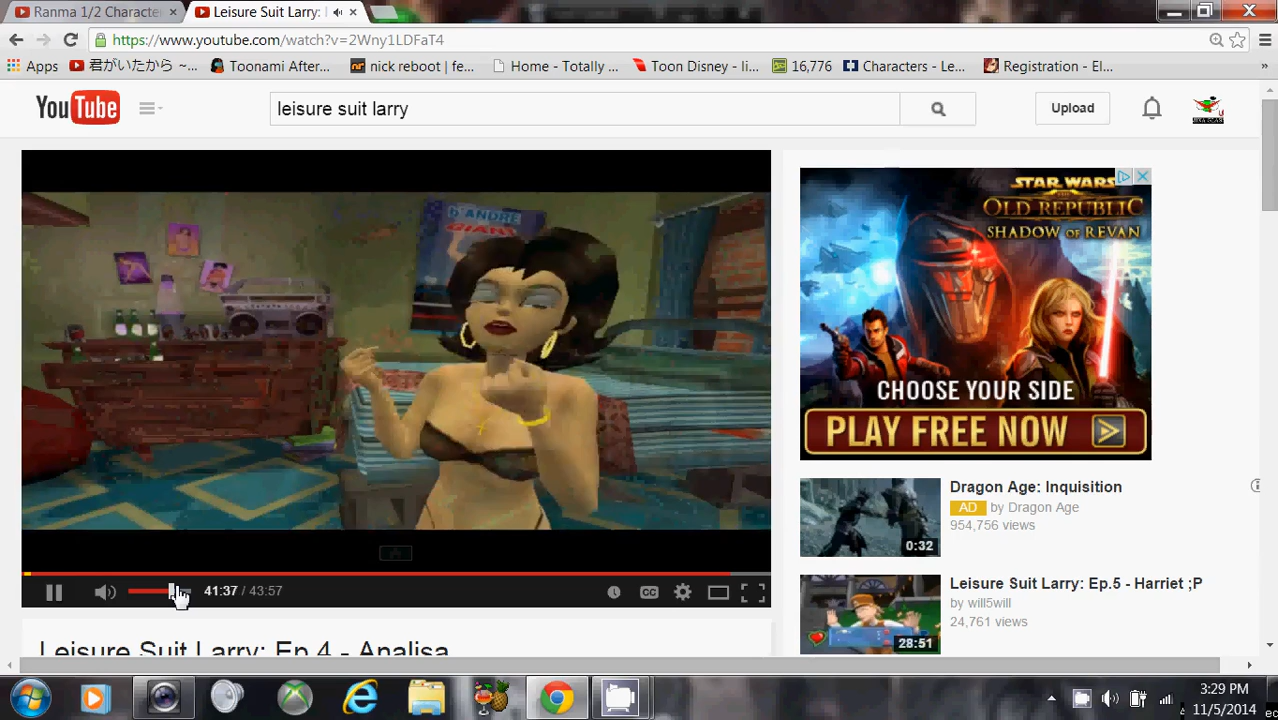 Ranma 1/2 Characte
Leisure Suit Larry:
https://www.youtube.com/watch?v=2Wny1LDFaT4
Apps
君がいたから ~...
Toonami After...
nick reboot | fe...
Home - Totally ...
Toon Disney - li...
16,776
Characters - Le...
Registration - El...
»
YouTube
leisure suit larry
Upload
D'ANDRE
GIANT
STAR WARS
THE
OLD REPUBLIC
SHADOW OF REVAN
CHOOSE YOUR SIDE
PLAY FREE NOW
41:37 / 43:57
CC
Dragon Age: Inquisition
AD by Dragon Age
954,756 views
0:32
Leisure Suit Larry: Ep.5 - Harriet ;P
by will5will
24,761 views
28:51
Leisure Suit Larry: Ep.4 - Analisa
3:29 PM
11/5/2014